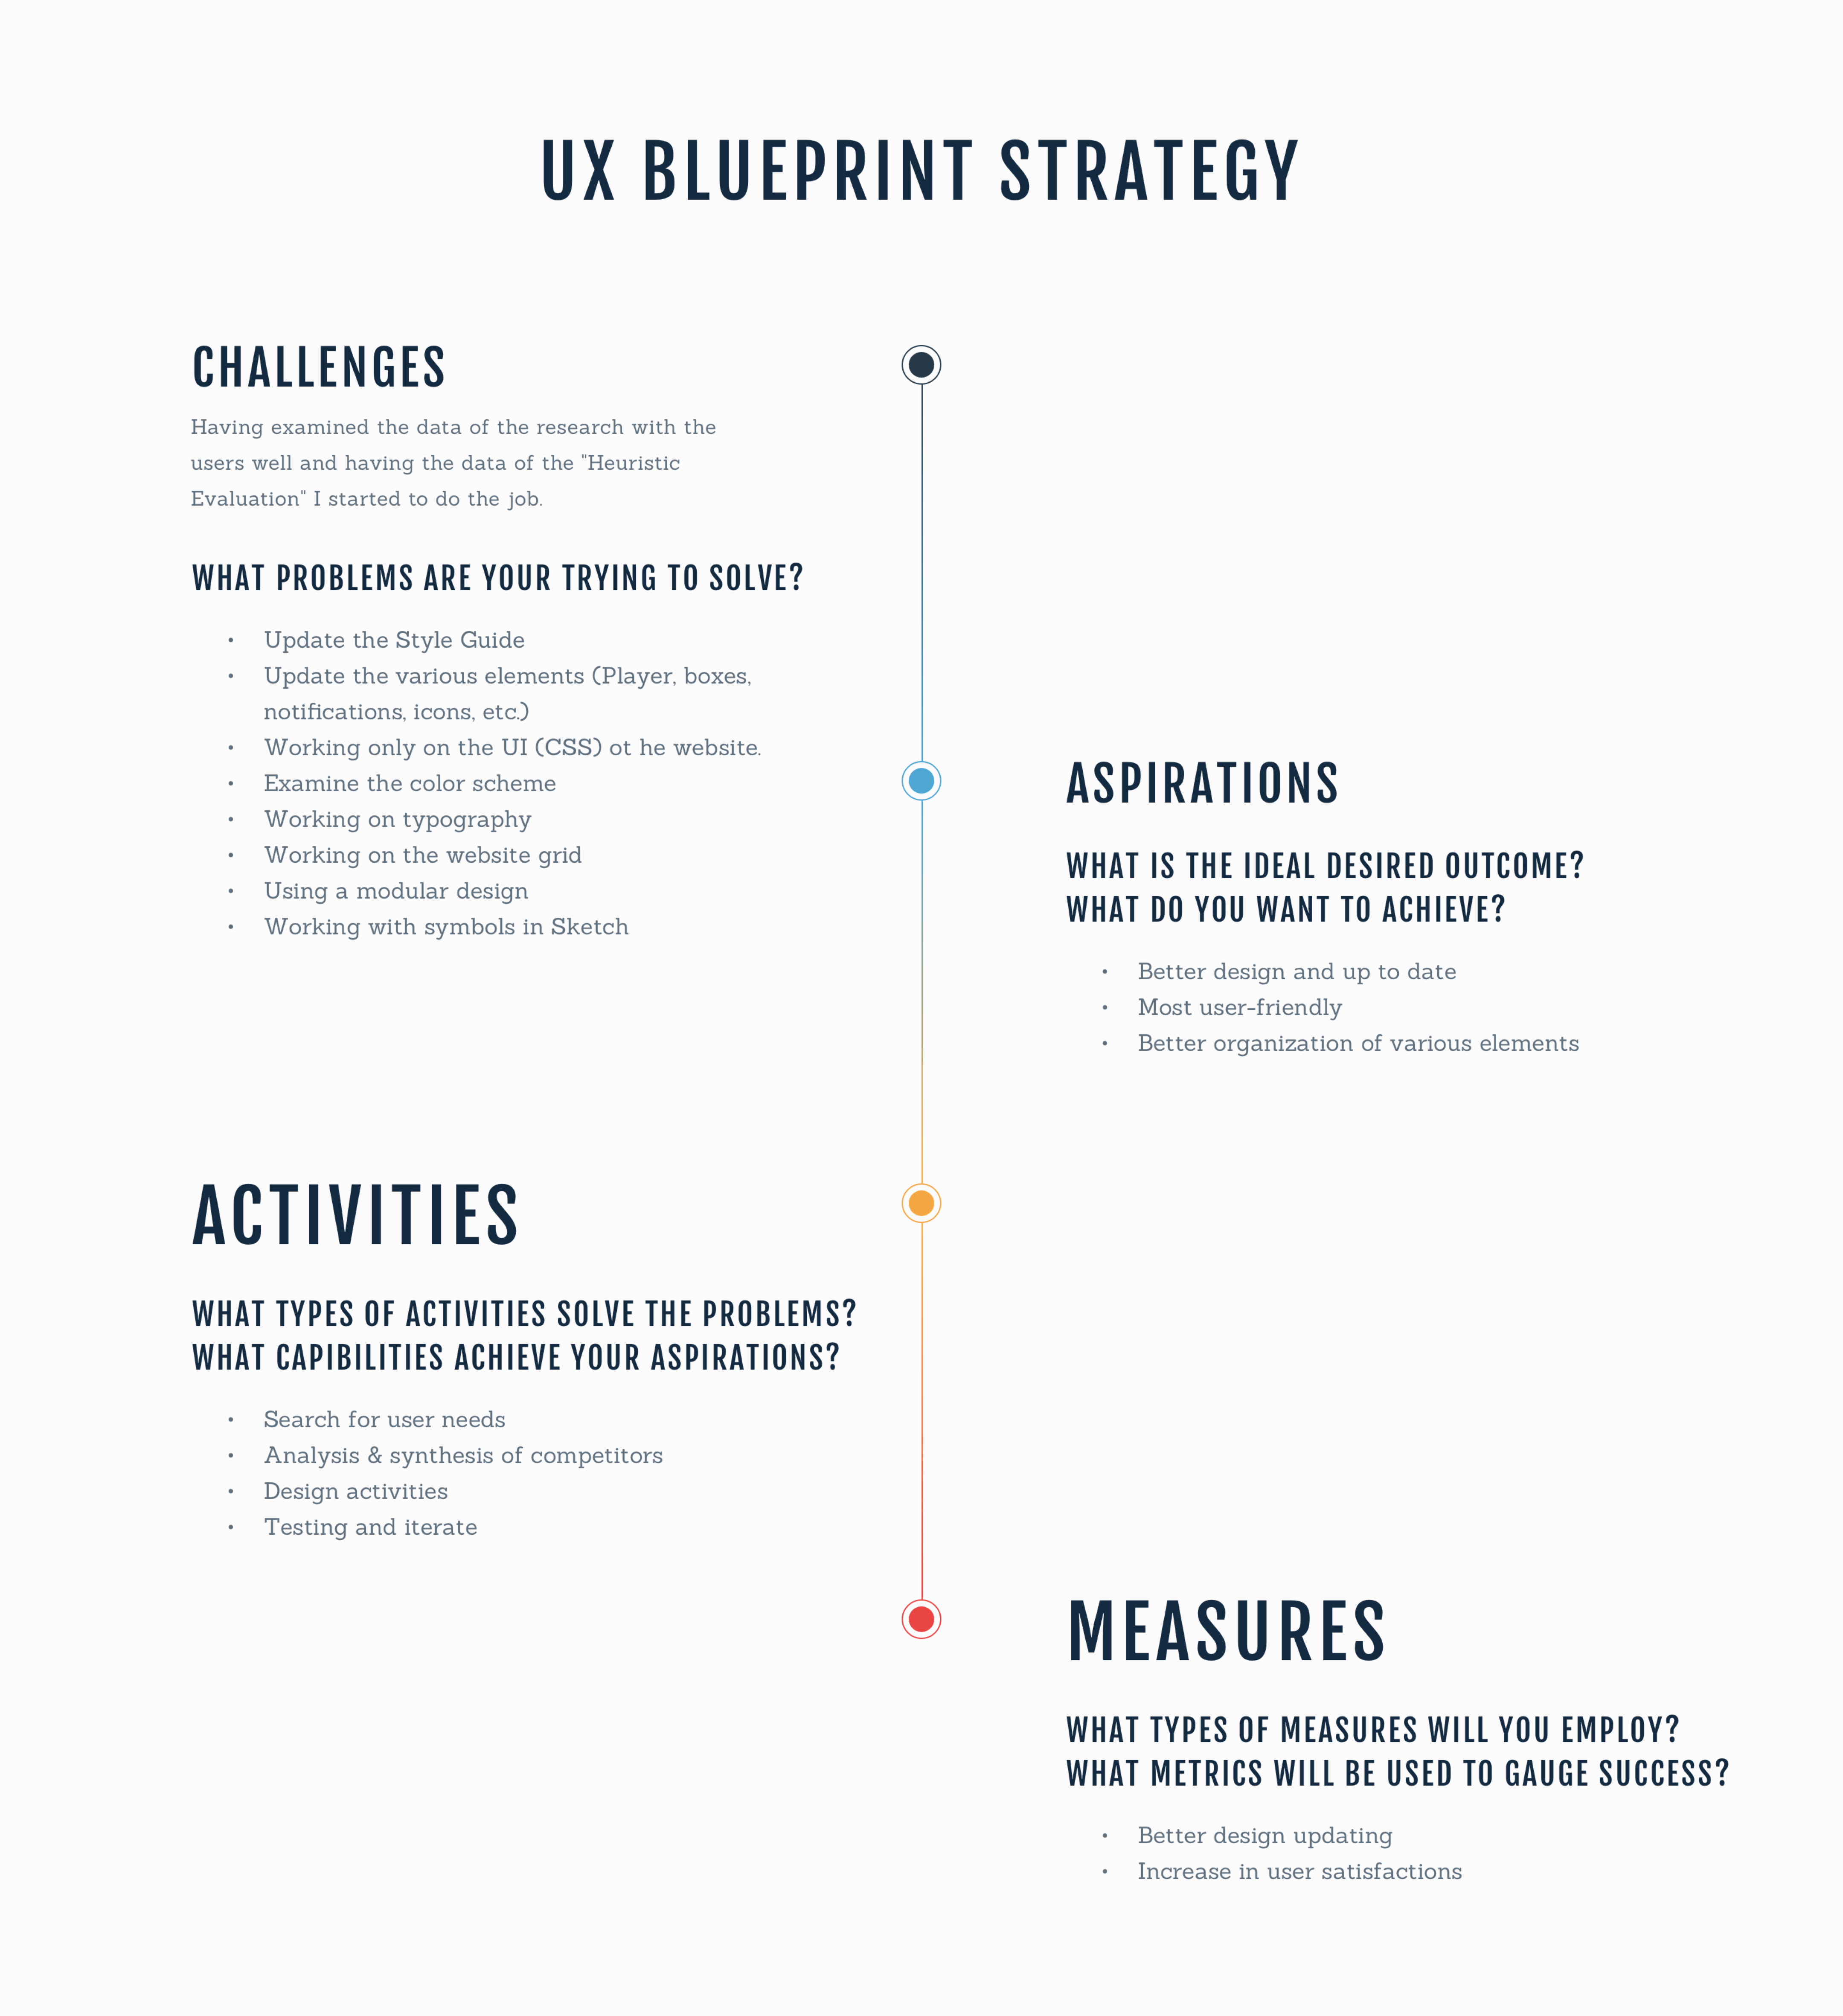 UX BLUEPRINT STRATEGY
CHALLENGES
Having examined the data of the research with the
users well and having the data of the "Heuristic
Evaluation" I started to do the job.
WHAT PROBLEMS ARE YOUR TRYING TO SOLVE?
• Update the Style Guide
• Update the various elements (Player, boxes,
notifications, icons, etc.)
• Working only on the UI (CSS) ot he website.
• Examine the color scheme
• Working on typography
• Working on the website grid
• Using a modular design
• Working with symbols in Sketch
ASPIRATIONS
WHAT IS THE IDEAL DESIRED OUTCOME?
WHAT DO YOU WANT TO ACHIEVE?
• Better design and up to date
• Most user-friendly
• Better organization of various elements
ACTIVITIES
WHAT TYPES OF ACTIVITIES SOLVE THE PROBLEMS?
WHAT CAPIBILITIES ACHIEVE YOUR ASPIRATIONS?
• Search for user needs
• Analysis & synthesis of competitors
• Design activities
• Testing and iterate
MEASURES
WHAT TYPES OF MEASURES WILL YOU EMPLOY?
WHAT METRICS WILL BE USED TO GAUGE SUCCESS?
• Better design updating
• Increase in user satisfactions